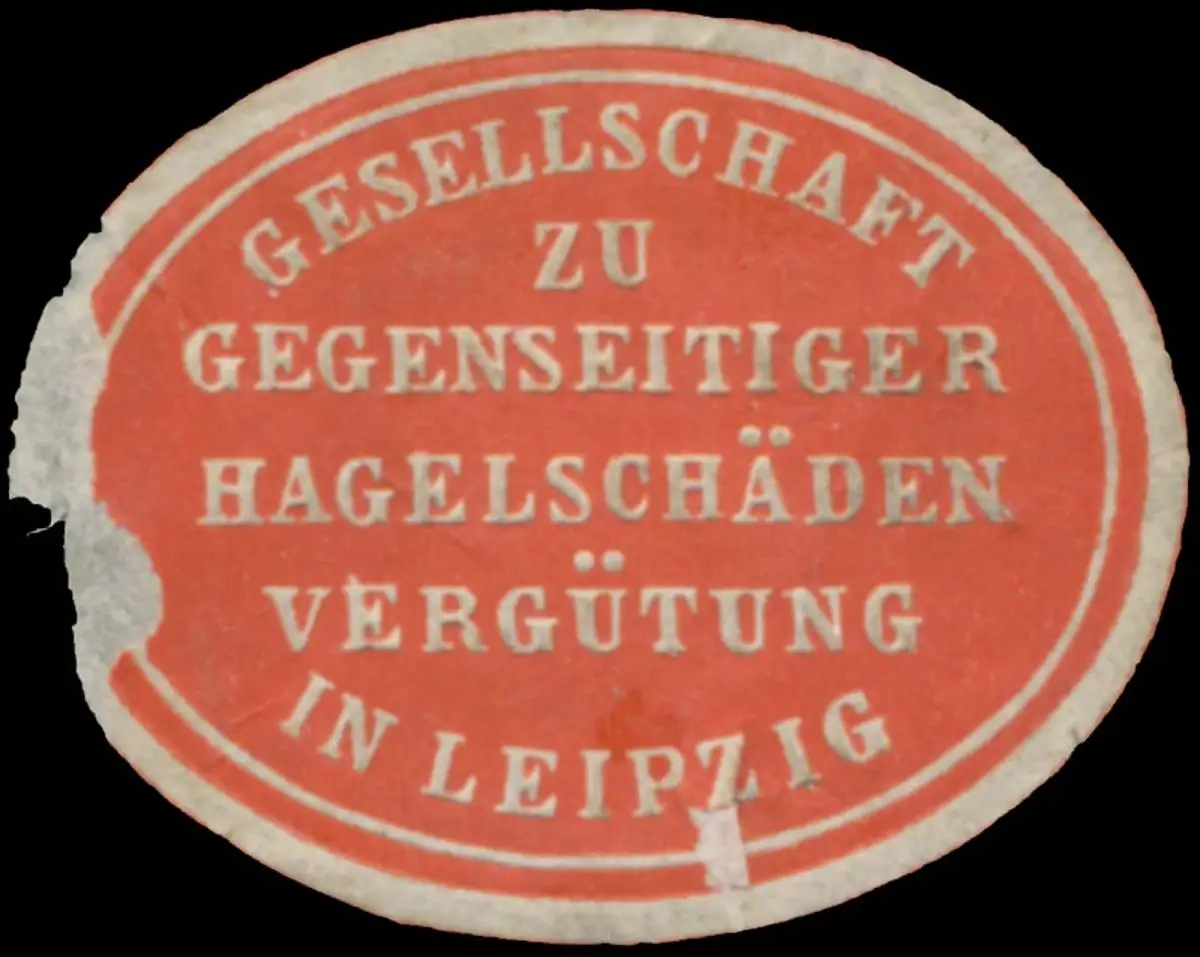 GESELLSCHAFT
ZU
GEGENSEITIGER
HAGELSCHÄDEN
VERGÜTUNG
IN LEIPZIG